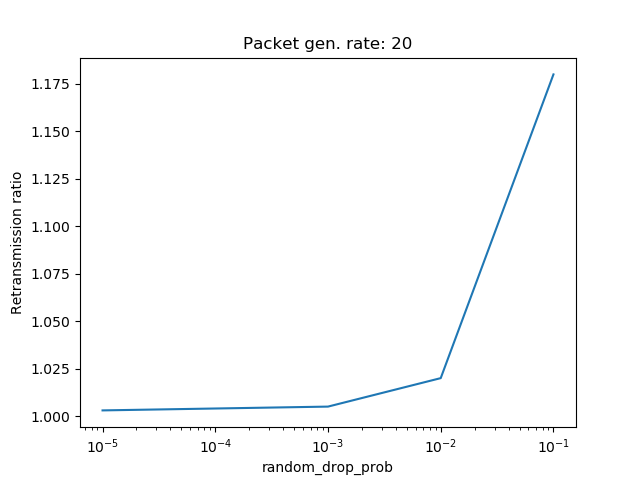 Packet gen. rate: 20
Retransmission ratio
1.175
1.150
1.125
1.100
1.075
1.050
1.025
1.000
10⁻⁵ 10⁻⁴ 10⁻³ 10⁻² 10⁻¹
random_drop_prob